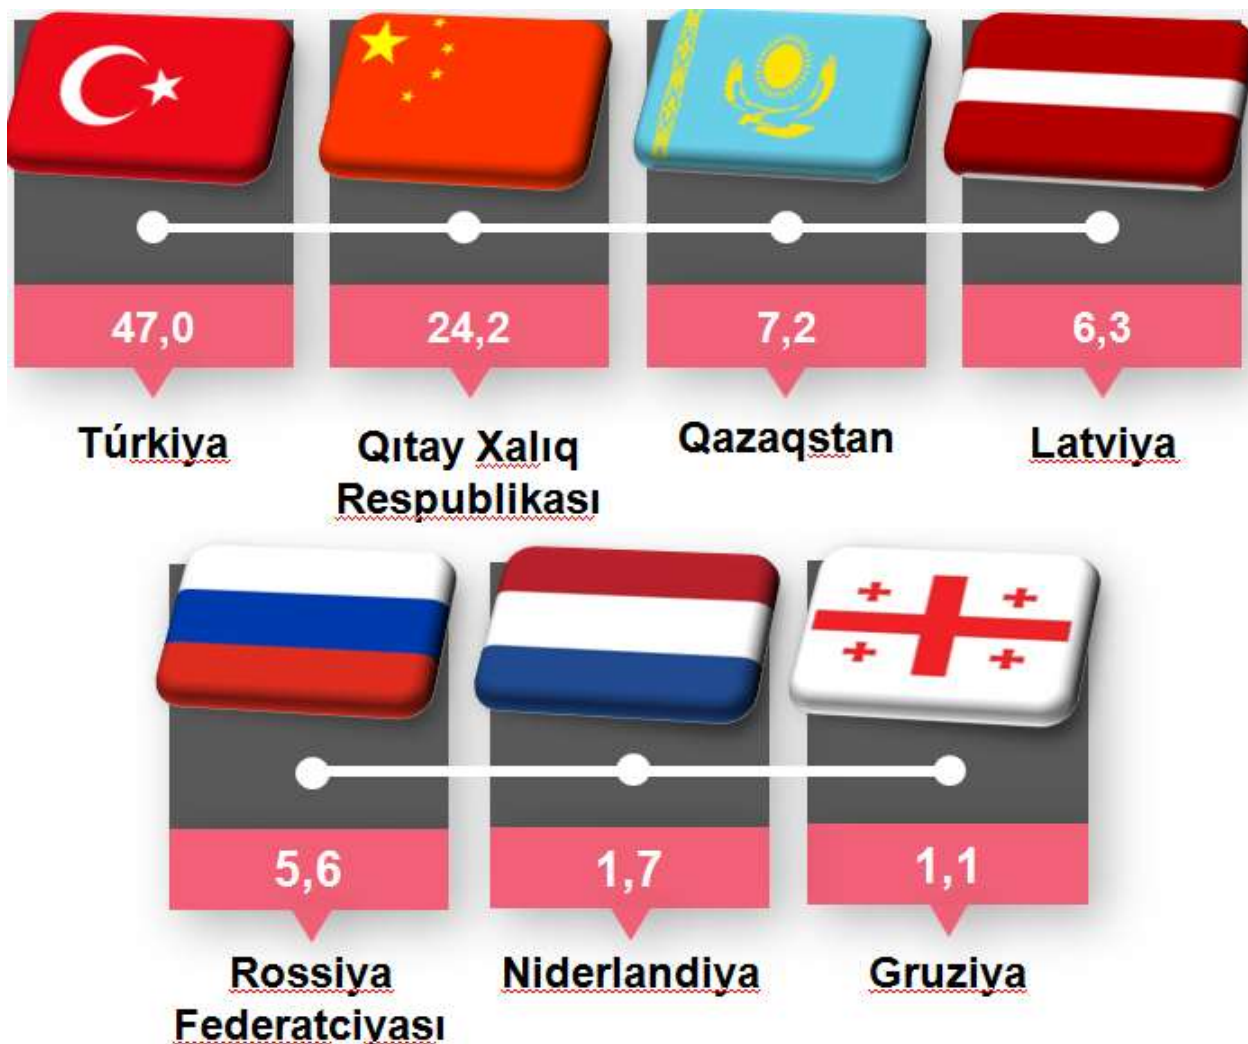 47,0
24,2
7,2
6,3
Túrkiya
Qıtay Xalıq
Respublikası
Qazaqstan
Latviya
5,6
1,7
1,1
Rossiya
Federatciyası
Niderlandiya
Gruziya